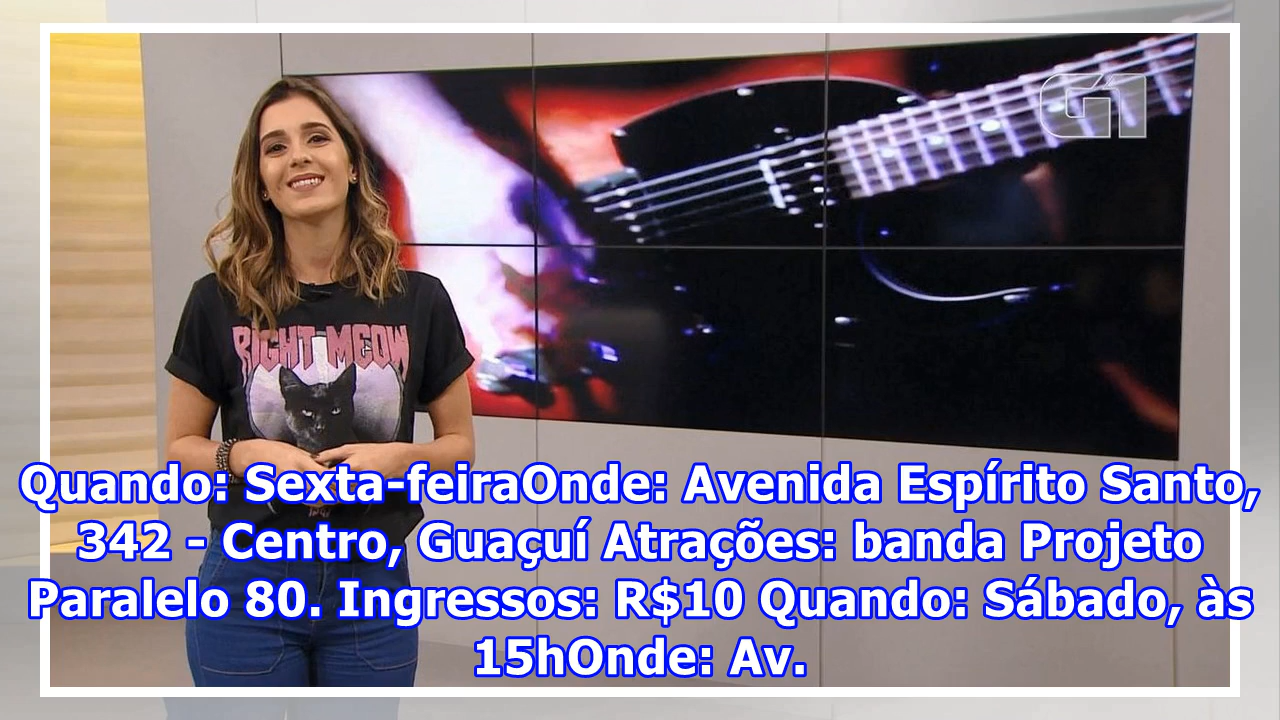 G1
RIGHT MEOW
Quando: Sexta-feiraOnde: Avenida Espírito Santo,
342 - Centro, Guaçuí Atrações: banda Projeto
Paralelo 80. Ingressos: R$10 Quando: Sábado, às
15hOnde: Av.